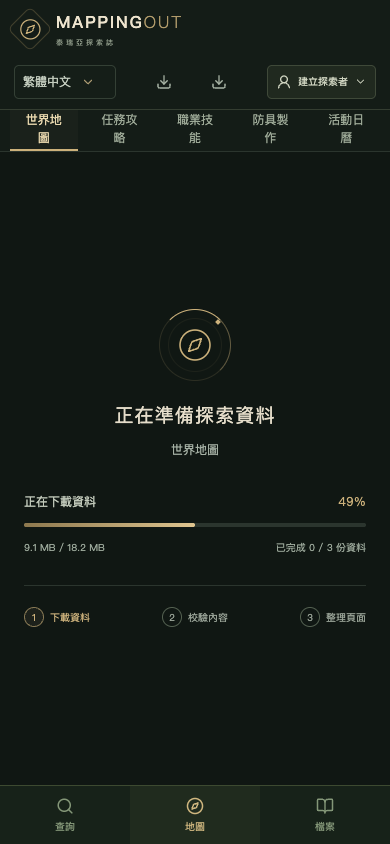 MAPPINGOUT
泰瑞亞探索誌
繁體中文
建立探索者
世界地圖
任務攻略
職業技能
防具製作
活動日曆
正在準備探索資料
世界地圖
正在下載資料
49%
9.1 MB / 18.2 MB
已完成 0 / 3 份資料
1 下載資料
2 校驗內容
3 整理頁面
查詢
地圖
檔案